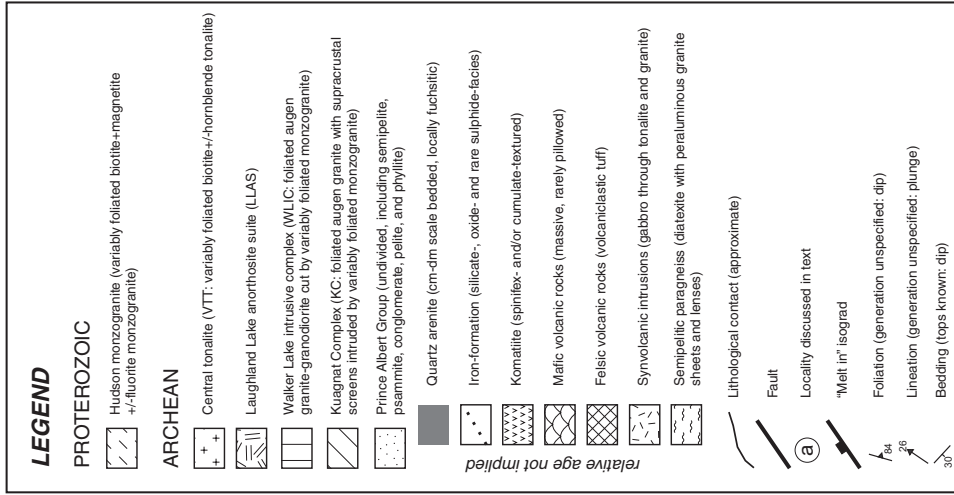 LEGEND
PROTEROZOIC
Hudson monzogranite (variably foliated biotite+magnetite
+/-fluorite monzogranite)
ARCHEAN
Central tonalite (VTT: variably foliated biotite+/-hornblende tonalite)
Laughland Lake anorthosite suite (LLAS)
Walker Lake intrusive complex (WLIC: foliated augen
granite-granodiorite cut by variably foliated monzogranite)
Kuagnat Complex (KC: foliated augen granite with supracrustal
screens intruded by variably foliated monzogranite)
Prince Albert Group (undivided, including semipelite,
psammite, conglomerate, pelite, and phyllite)
relative age not implied
Quartz arenite (cm-dm scale bedded, locally fuchsitic)
Iron-formation (silicate-, oxide- and rare sulphide-facies)
Komatiite (spinifex- and/or cumulate-textured)
Mafic volcanic rocks (massive, rarely pillowed)
Felsic volcanic rocks (volcaniclastic tuff)
Synvolcanic intrusions (gabbro through tonalite and granite)
Semipelitic paragneiss (diatexite with peraluminous granite
sheets and lenses)
Lithological contact (approximate)
Fault
a Locally discussed in text
"Melt in" isograd
84 Foliation (generation unspecified: dip)
26 Lineation (generation unspecified: plunge)
30 Bedding (tops known: dip)